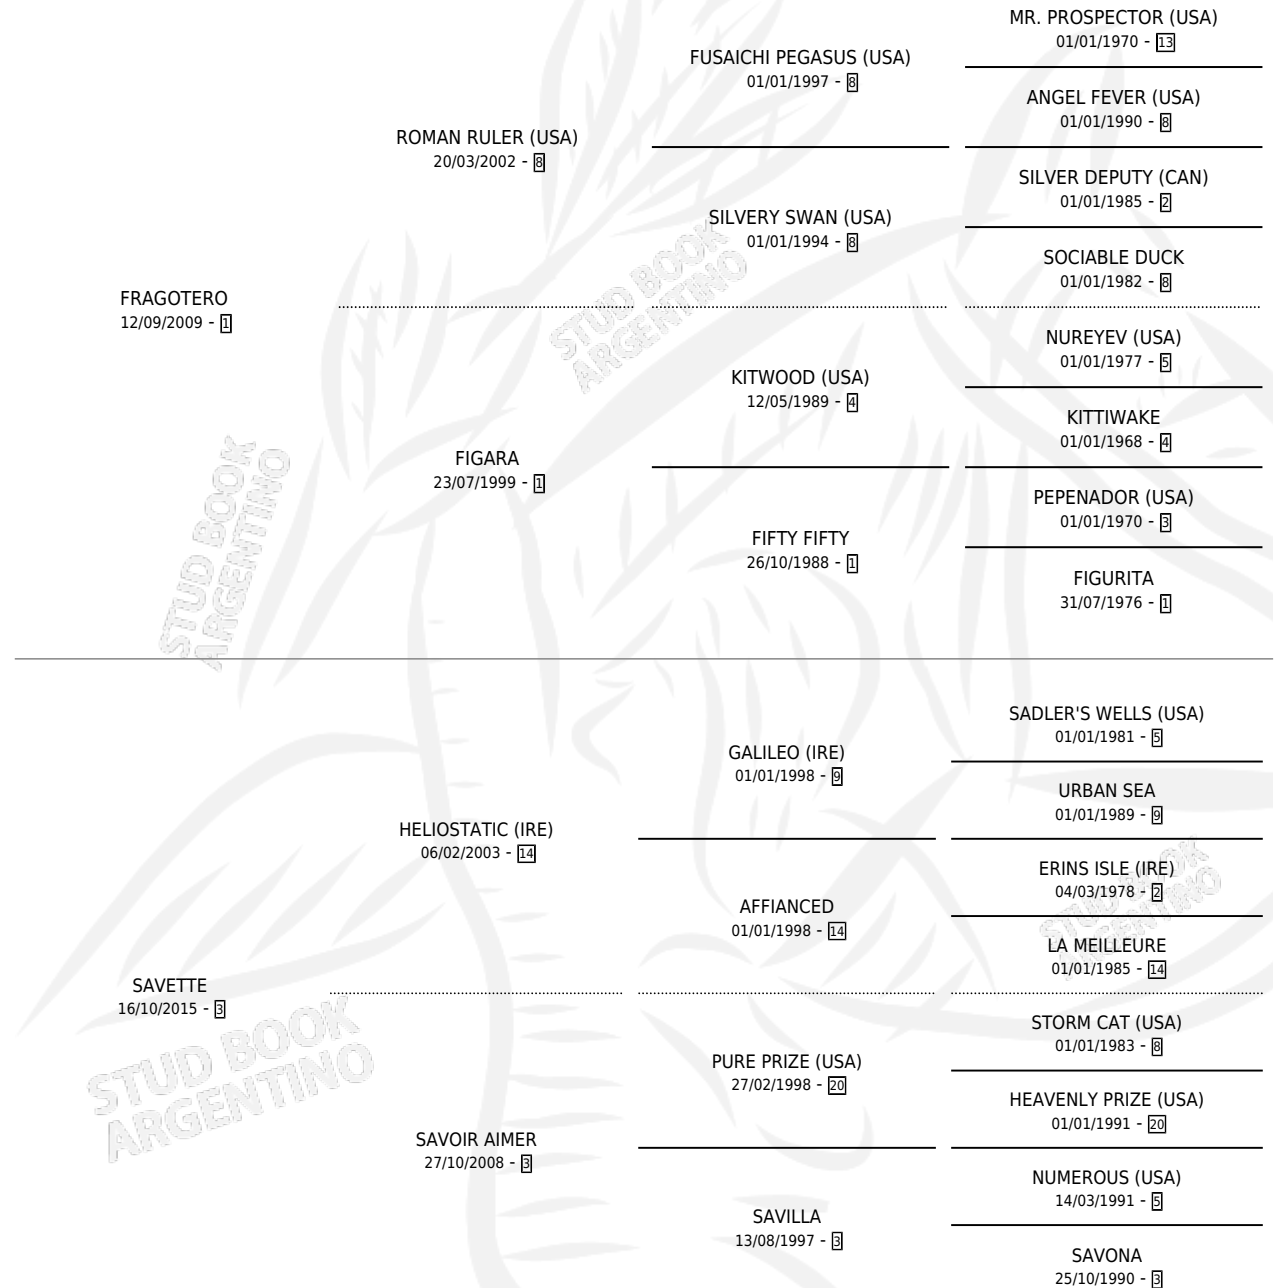 MR. PROSPECTOR (USA)
01/01/1970 - 13
FUSAICHI PEGASUS (USA)
01/01/1997 - 8
ANGEL FEVER (USA)
01/01/1990 - 8
ROMAN RULER (USA)
20/03/2002 - 8
SILVER DEPUTY (CAN)
01/01/1985 - 2
SILVERY SWAN (USA)
01/01/1994 - 8
SOCIABLE DUCK
01/01/1982 - 8
STUD BOOK
ARGENTINO
FRAGOTERO
12/09/2009 - 1
NUREYEV (USA)
01/01/1977 - 5
KITWOOD (USA)
12/05/1989 - 4
KITTIWAKE
01/01/1968 - 4
FIGARA
23/07/1999 - 1
PEPENADOR (USA)
01/01/1970 - 3
FIFTY FIFTY
26/10/1988 - 1
FIGURITA
31/07/1976 - 1
STUD BOOK
ARGENTINO
SADLER'S WELLS (USA)
01/01/1981 - 5
GALILEO (IRE)
01/01/1998 - 9
URBAN SEA
01/01/1989 - 9
HELIOSTATIC (IRE)
06/02/2003 - 14
ERINS ISLE (IRE)
04/03/1978 - 2
STUD BOOK
ARGENTINO
AFFIANCED
01/01/1998 - 14
LA MEILLEURE
01/01/1985 - 14
SAVETTE
16/10/2015 - 3
STUD BOOK
ARGENTINO
STORM CAT (USA)
01/01/1983 - 8
PURE PRIZE (USA)
27/02/1998 - 20
HEAVENLY PRIZE (USA)
01/01/1991 - 20
SAVOIR AIMER
27/10/2008 - 3
NUMEROUS (USA)
14/03/1991 - 5
SAVILLA
13/08/1997 - 3
SAVONA
25/10/1990 - 3